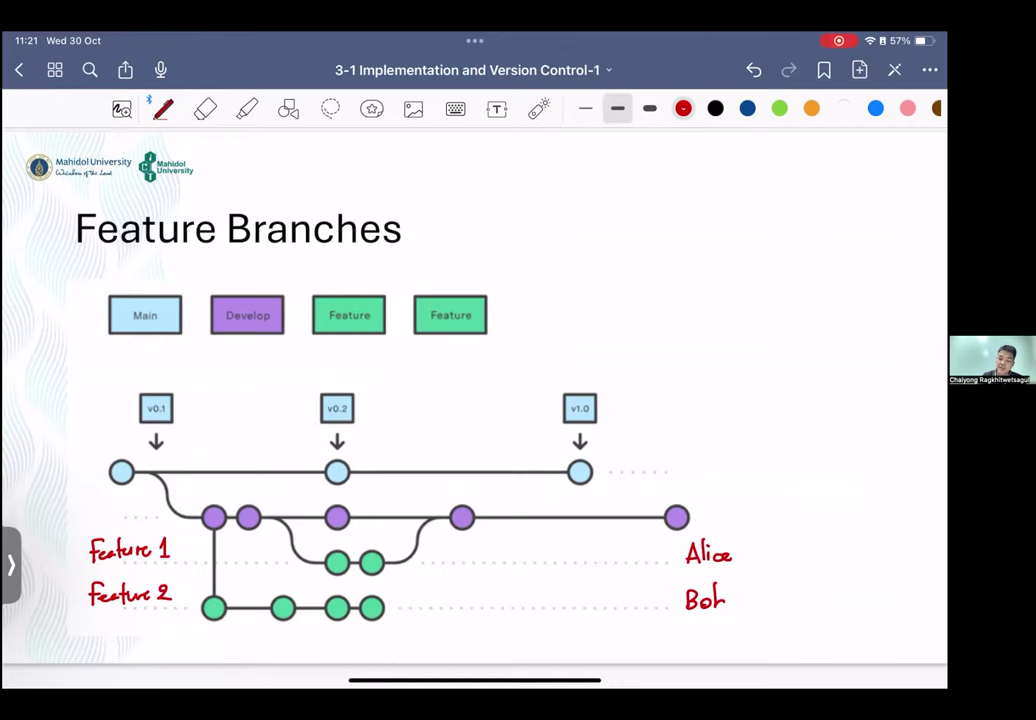 11:21 Wed 30 Oct
57%
3-1 Implementation and Version Control-1
Mahidol University
Wisdom of the Land
Mahidol
University
Feature Branches
Main Develop Feature Feature
v0.1 v0.2 v1.0
Feature 1 Alice
Feature 2 Bob
Chaiyong Ragkhitwetsagul